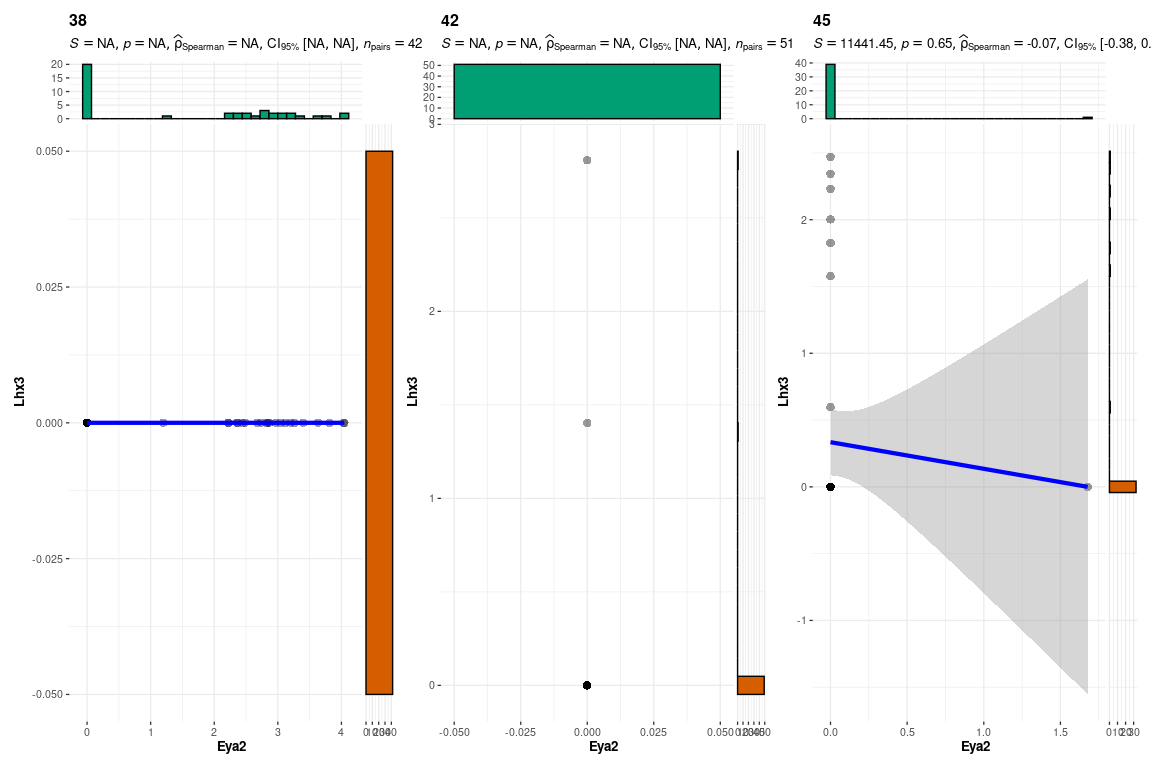 38
S = NA, p = NA, ρ̂Spearman = NA, CI95% [NA, NA], npairs = 42
20
15
10
5
0
0.050
0.025
0.000
-0.025
-0.050
Lhx3
0 1 2 3 4
Eya2
42
S = NA, p = NA, ρ̂Spearman = NA, CI95% [NA, NA], npairs = 51
50
40
30
20
10
0
3
2
1
0
Lhx3
-0.050 -0.025 0.000 0.025 0.050
Eya2
45
S = 11441.45, p = 0.65, ρ̂Spearman = -0.07, CI95% [-0.38, 0.
40
30
20
10
0
2
1
0
-1
Lhx3
0.0 0.5 1.0 1.5
Eya2